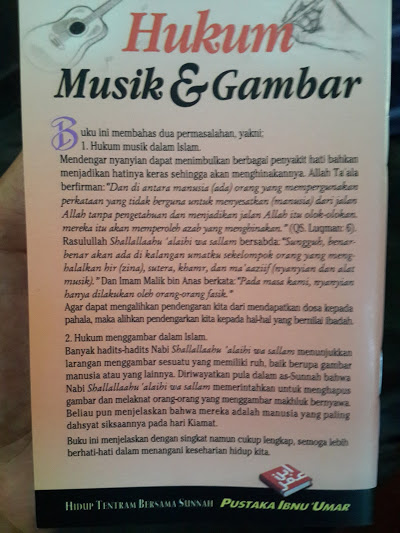 Hukum
Musik & Gambar
Buku ini membahas dua permasalahan, yakni:
1. Hukum musik dalam Islam.
Mendengar nyanyian dapat menimbulkan berbagai penyakit hati bahkan
menjadikan hatinya keras sehingga akan menghinakannya. Allah Ta'ala
berfirman: "Dan di antara manusia (ada) orang yang mempergunakan
perkataan yang tidak berguna untuk menyesatkan (manusia) dari jalan
Allah tanpa pengetahuan dan menjadikan jalan Allah itu olok-olokan.
mereka itu akan memperoleh azab yang menghinakan." (QS. Luqman: 6).
Rasulullah Shallallaahu 'alaihi wa sallam bersabda: "Sungguh, benar-
benar akan ada di kalangan umatku sekelompok orang yang meng-
halalkan hir (zina), sutera, khamr, dan ma'aazif (nyanyian dan alat
musik)." Dan Imam Malik bin Anas berkata: "Pada masa kami, nyanyian
hanya dilakukan oleh orang-orang fasik."
Agar dapat mengalihkan pendengaran kita dari mendapatkan dosa kepada
pahala, maka alihkan pendengarkan kita kepada hal-hal yang bernilai ibadah.
2. Hukum menggambar dalam Islam.
Banyak hadits-hadits Nabi Shallallahu 'alaihi wa sallam menunjukkan
larangan menggambar sesuatu yang memiliki ruh, baik berupa gambar
manusia atau yang lainnya. Diriwayatkan pula dalam as-Sunnah bahwa
Nabi Shallallaahu 'alaihi wa sallam memerintahkan untuk menghapus
gambar dan melaknat orang-orang yang menggambar makhluk bernyawa.
Beliau pun menjelaskan bahwa mereka adalah manusia yang paling
dahsyat siksaannya pada hari Kiamat.
Buku ini menjelaskan dengan singkat namun cukup lengkap, semoga lebih
berhati-hati dalam menangani keseharian hidup kita.
HIDUP TENTRAM BERSAMA SUNNAH PUSTAKA IBNU 'UMAR